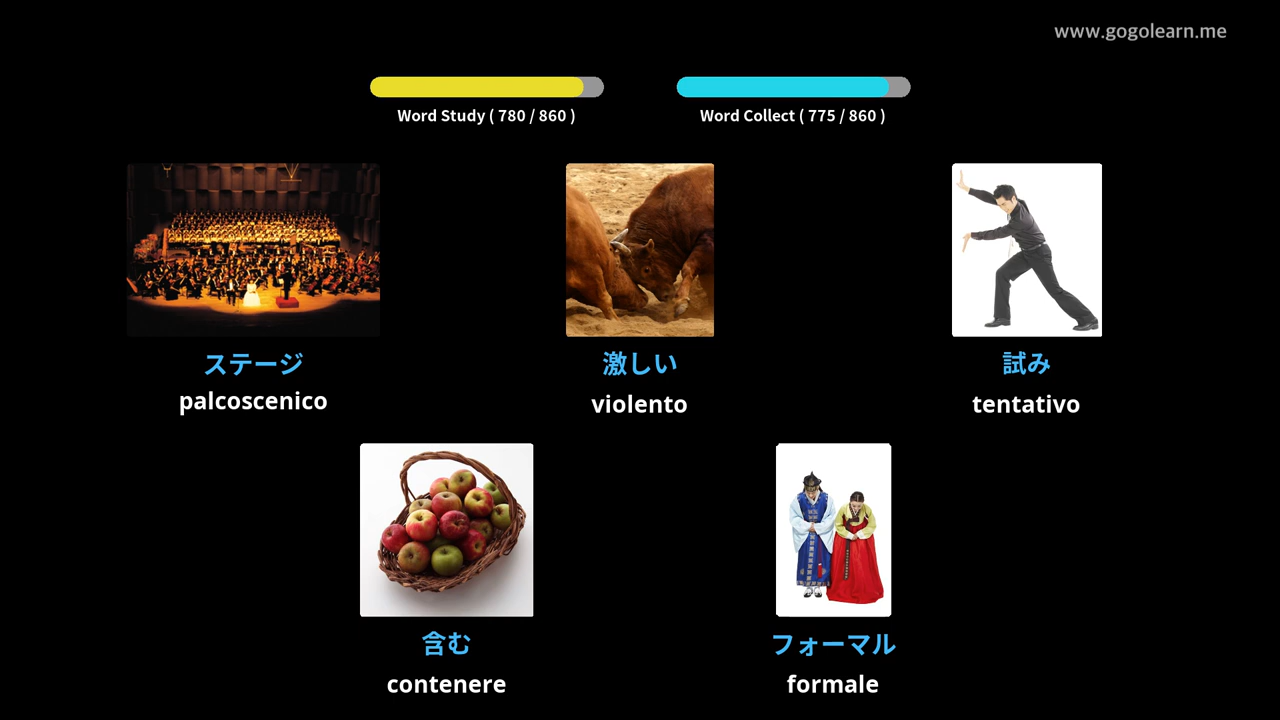 www.gogolearn.me
Word Study ( 780 / 860 )
Word Collect ( 775 / 860 )
ステージ
palcoscenico
激しい
violento
試み
tentativo
含む
contenere
フォーマル
formale